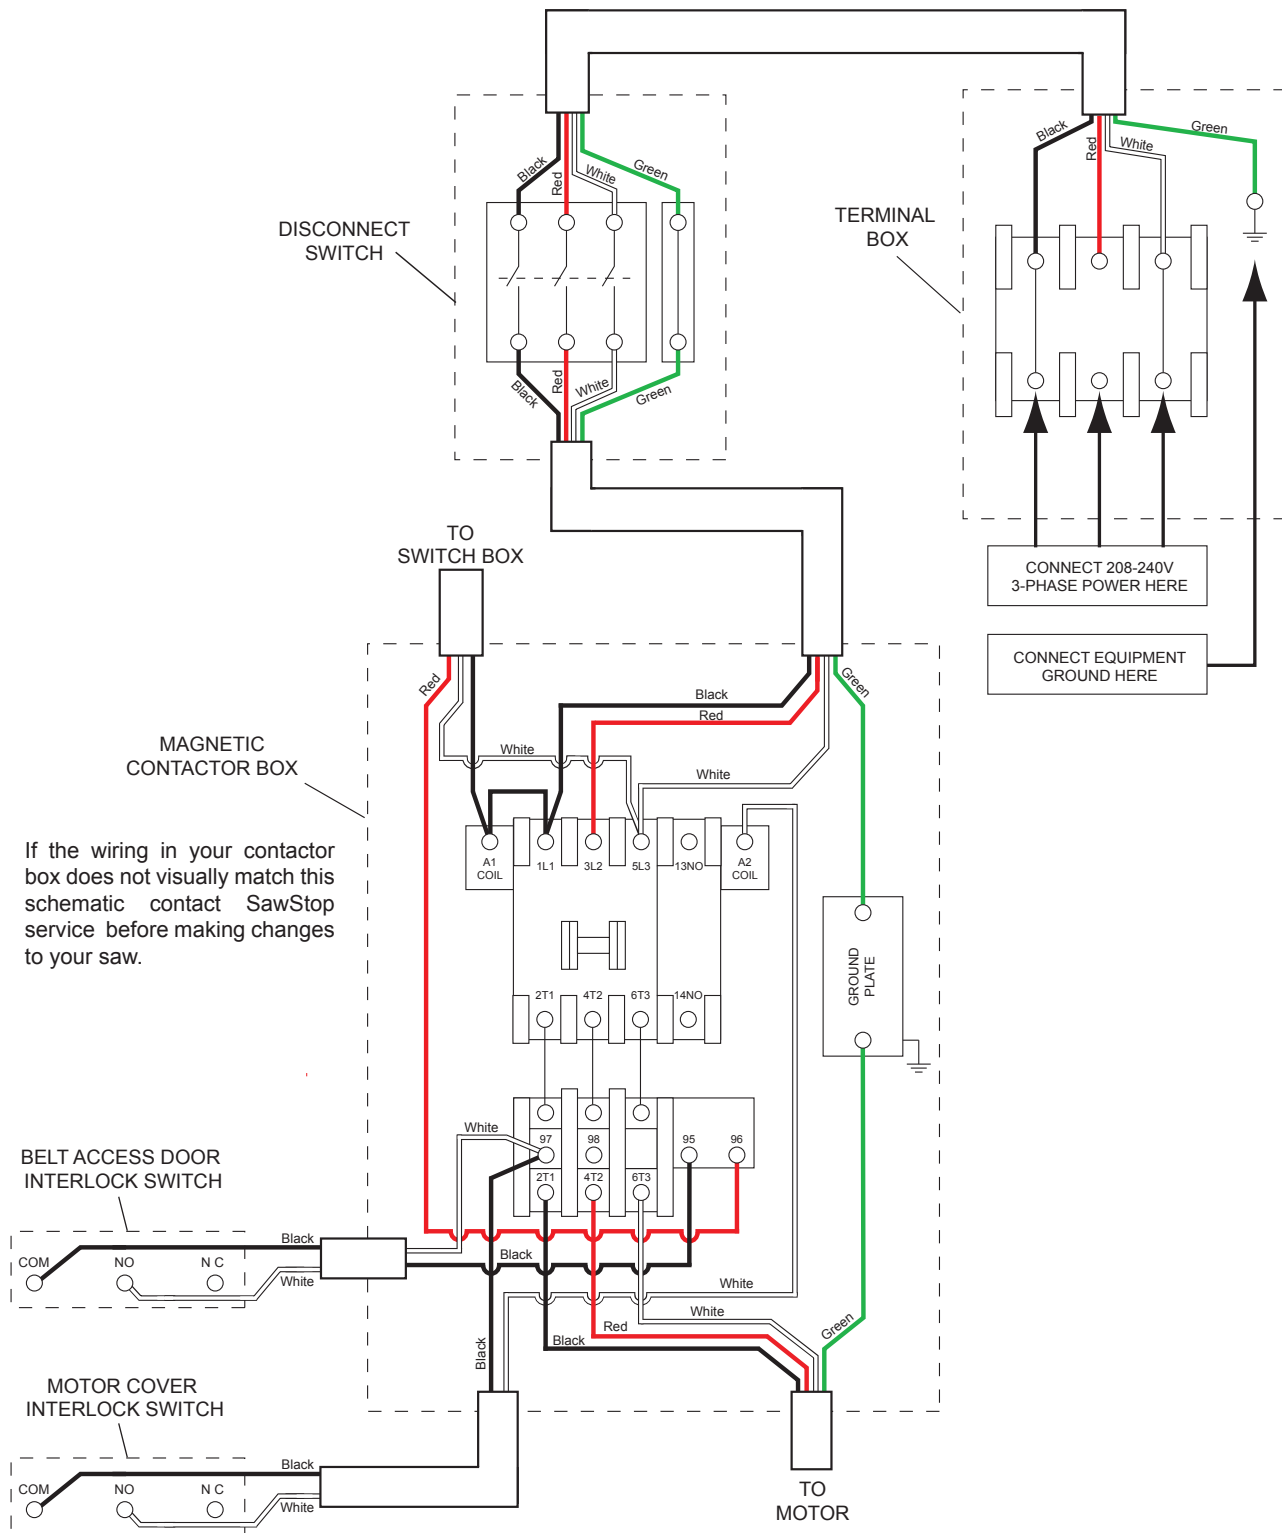 Black
Red
White
Green
DISCONNECT
SWITCH
Black
Red
White
Green
Black
Red
White
Green
TERMINAL
BOX
CONNECT 208-240V
3-PHASE POWER HERE
CONNECT EQUIPMENT
GROUND HERE
TO
SWITCH BOX
Red
Black
Red
Green
White
White
MAGNETIC
CONTACTOR BOX
If the wiring in your contactor
box does not visually match this
schematic contact SawStop
service before making changes
to your saw.
A1
COIL
1L1
3L2
5L3
13NO
A2
COIL
2T1
4T2
6T3
14NO
GROUND
PLATE
White
97
98
95
96
2T1
4T2
6T3
BELT ACCESS DOOR
INTERLOCK SWITCH
COM
NO
N C
Black
White
Black
White
White
Red
Black
Black
Green
MOTOR COVER
INTERLOCK SWITCH
COM
NO
N C
Black
White
TO
MOTOR